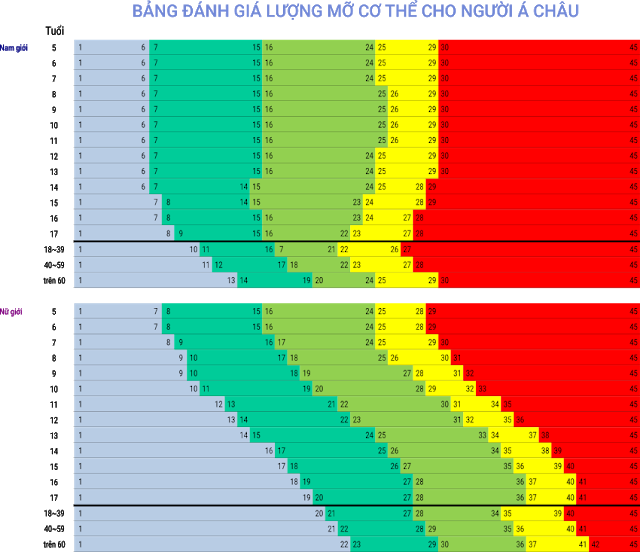 BẢNG ĐÁNH GIÁ LƯỢNG MỠ CƠ THỂ CHO NGƯỜI Á CHÂU
Tuổi
Nam giới 5 1 6 7 15 16 24 25 29 30 45
6 1 6 7 15 16 24 25 29 30 45
7 1 6 7 15 16 24 25 29 30 45
8 1 6 7 15 16 25 26 29 30 45
9 1 6 7 15 16 25 26 29 30 45
10 1 6 7 15 16 25 26 29 30 45
11 1 6 7 15 16 25 26 29 30 45
12 1 6 7 15 16 24 25 29 30 45
13 1 6 7 15 16 24 25 29 30 45
14 1 6 7 14 15 24 25 28 29 45
15 1 7 8 14 15 23 24 28 29 45
16 1 7 8 15 16 23 24 27 28 45
17 1 8 9 15 16 22 23 27 28 45
18~39 1 10 11 16 7 21 22 26 27 45
40~59 1 11 12 17 18 22 23 27 28 45
trên 60 1 13 14 19 20 24 25 29 30 45
Nữ giới 5 1 7 8 15 16 24 25 28 29 45
6 1 7 8 15 16 24 25 28 29 45
7 1 8 9 16 17 24 25 29 30 45
8 1 9 10 17 18 25 26 30 31 45
9 1 9 10 18 19 27 28 31 32 45
10 1 10 11 19 20 28 29 32 33 45
11 1 12 13 21 22 30 31 34 35 45
12 1 13 14 22 23 31 32 35 36 45
13 1 14 15 24 25 33 34 37 38 45
14 1 16 17 25 26 34 35 38 39 45
15 1 17 18 26 27 35 36 39 40 45
16 1 18 19 27 28 36 37 40 41 45
17 1 19 20 27 28 36 37 40 41 45
18~39 1 20 21 27 28 34 35 39 40 45
40~59 1 21 22 28 29 35 36 40 41 45
trên 60 1 22 23 29 30 36 37 41 42 45